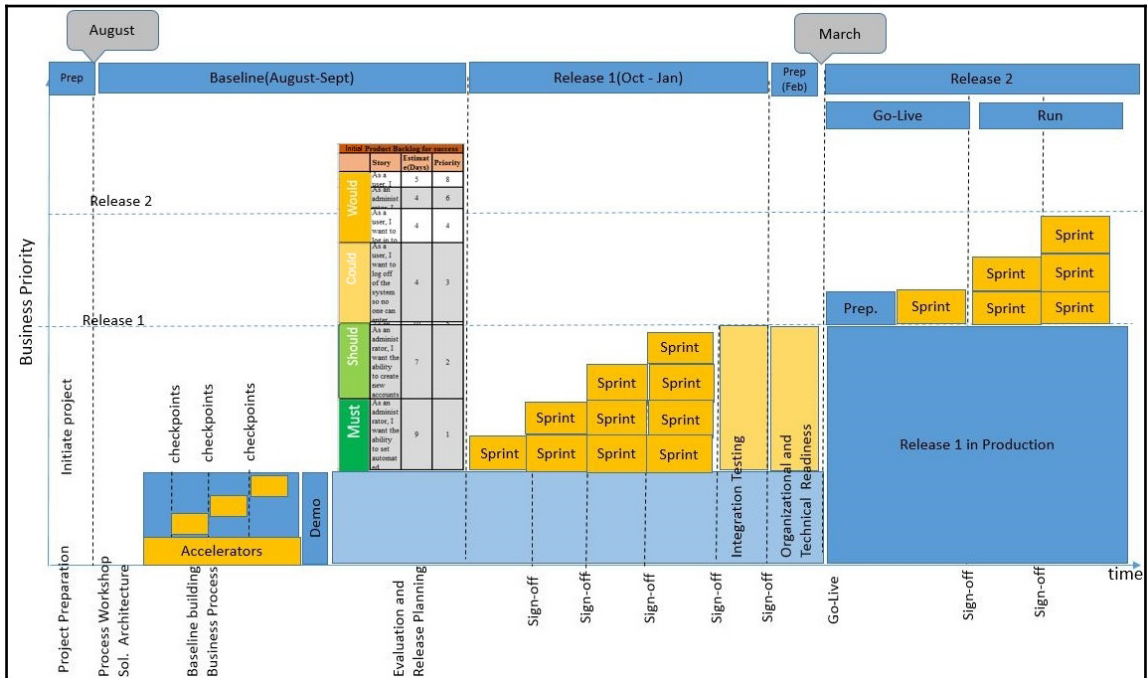 August
March
Prep
Baseline(August-Sept)
Release 1(Oct - Jan)
Prep
(Feb)
Release 2
Go-Live
Run
Initial Product Backlog for success
Story
Estimat
e(Days)
Priority
Would
As a
user, I
5
8
As an
administ
rator, I
4
6
As a
user, I
want to
log in to
4
4
Could
As a
user, I
want to
log off
of the
system
so no
one can
enter
4
3
Should
As an
administ
rator, I
want the
ability
to create
new
accounts
7
2
Must
As an
administ
rator, I
want the
ability
to set
automat
ed
9
1
Release 2
Release 1
Business Priority
Sprint
Sprint
Sprint
Sprint
Sprint
Sprint
Sprint
Sprint
Sprint
Sprint
Prep.
Sprint
Sprint
Sprint
Sprint
Sprint
Sprint
Initiate project
checkpoints
checkpoints
checkpoints
Accelerators
Demo
Integration Testing
Organizational and
Technical Readiness
Release 1 in Production
time
Project Preparation
Process Workshop
Sol. Architecture
Baseline building
Business Process
Evaluation and
Release Planning
Sign-off
Sign-off
Sign-off
Sign-off
Sign-off
Go-Live
Sign-off
Sign-off